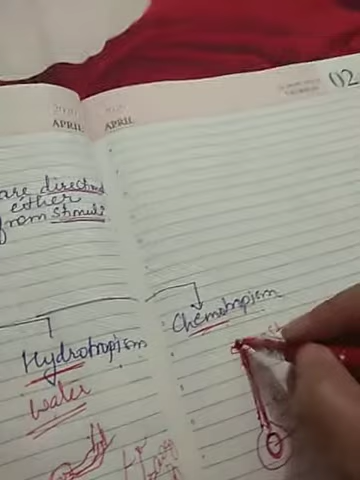 APRIL
APRIL
02
are directed
either
from stimuli
Hydrotropism
Water
Chemotropism